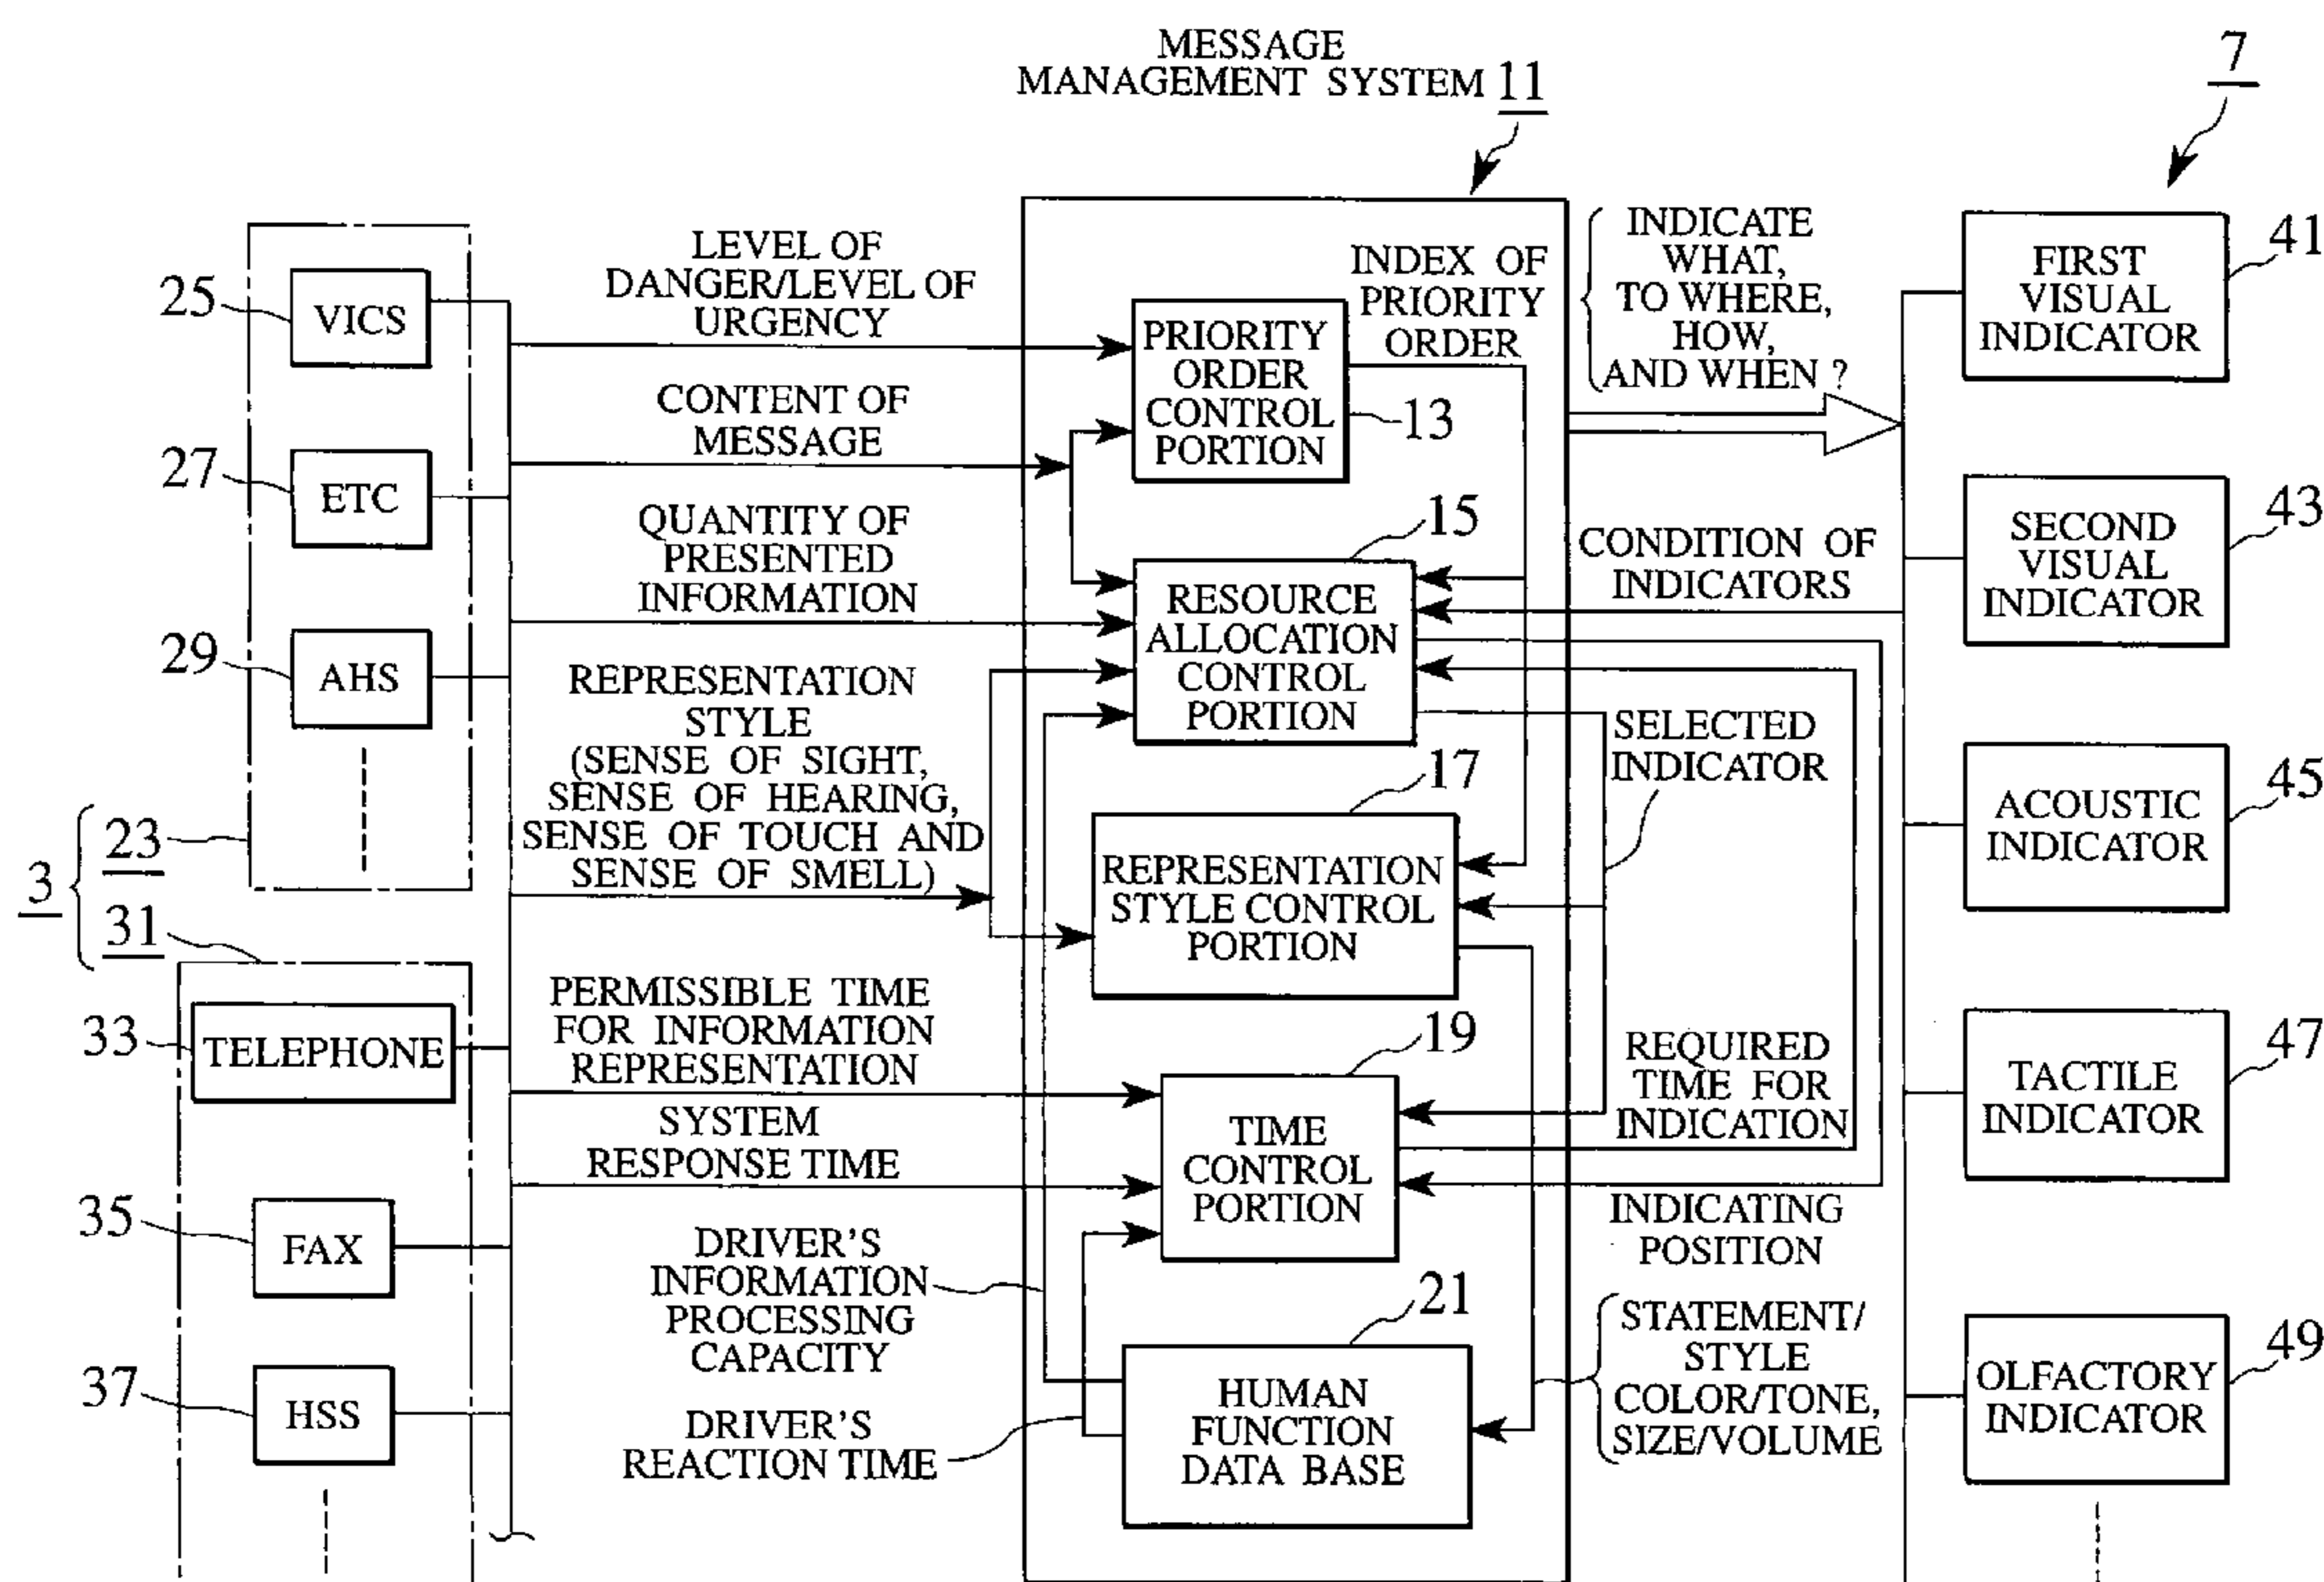 MESSAGE
MANAGEMENT SYSTEM 11
7
25
VICS
27
ETC
29
AHS
3
23
31
33
TELEPHONE
35
FAX
37
HSS
LEVEL OF
DANGER/LEVEL OF
URGENCY
CONTENT OF
MESSAGE
QUANTITY OF
PRESENTED
INFORMATION
REPRESENTATION
STYLE
(SENSE OF SIGHT,
SENSE OF HEARING,
SENSE OF TOUCH AND
SENSE OF SMELL)
PERMISSIBLE TIME
FOR INFORMATION
REPRESENTATION
SYSTEM
RESPONSE TIME
DRIVER'S
INFORMATION
PROCESSING
CAPACITY
DRIVER'S
REACTION TIME
PRIORITY
ORDER
CONTROL
PORTION
13
INDEX OF
PRIORITY
ORDER
15
RESOURCE
ALLOCATION
CONTROL
PORTION
17
REPRESENTATION
STYLE CONTROL
PORTION
19
TIME
CONTROL
PORTION
21
HUMAN
FUNCTION
DATA BASE
INDICATE
WHAT,
TO WHERE,
HOW,
AND WHEN ?
CONDITION OF
INDICATORS
SELECTED
INDICATOR
REQUIRED
TIME FOR
INDICATION
INDICATING
POSITION
STATEMENT/
STYLE
COLOR/TONE,
SIZE/VOLUME
FIRST
VISUAL
INDICATOR
41
SECOND
VISUAL
INDICATOR
43
ACOUSTIC
INDICATOR
45
TACTILE
INDICATOR
47
OLFACTORY
INDICATOR
49